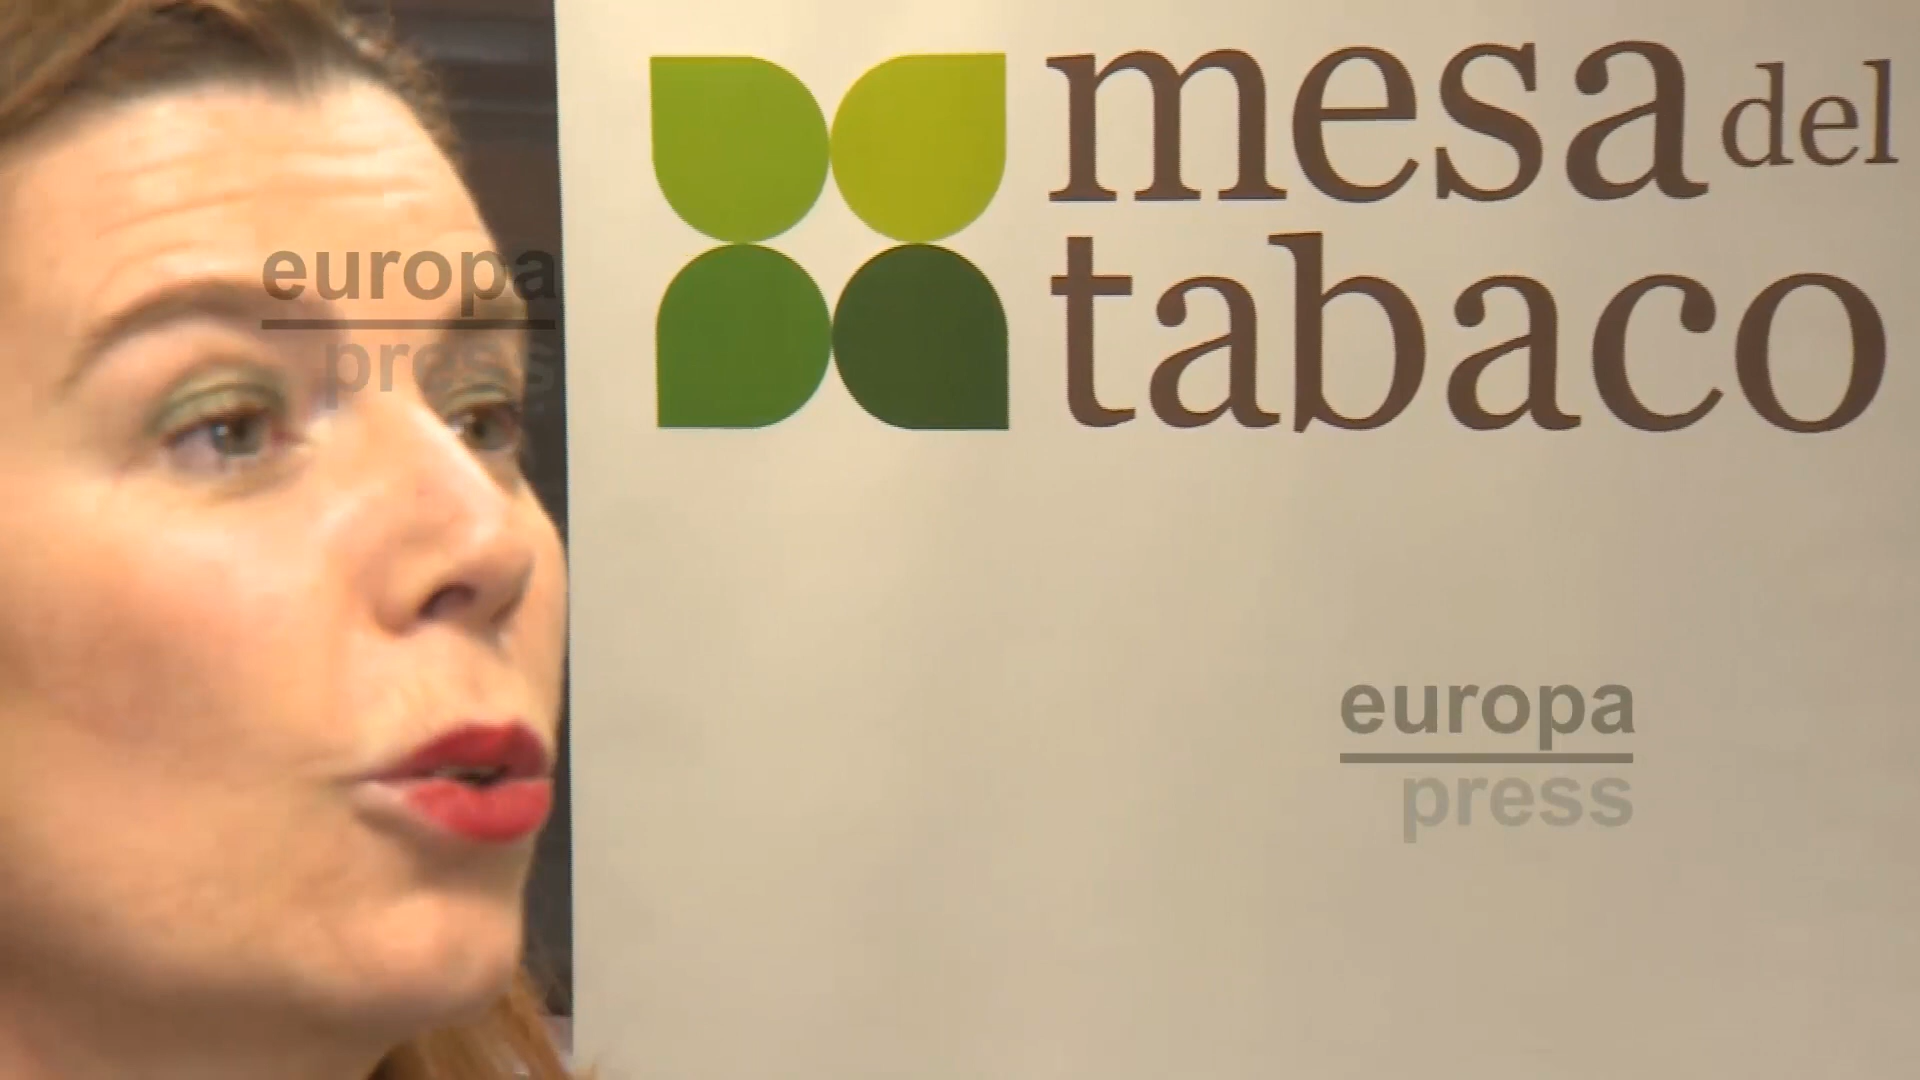 mesa del
tabaco
europa
press
europa
press